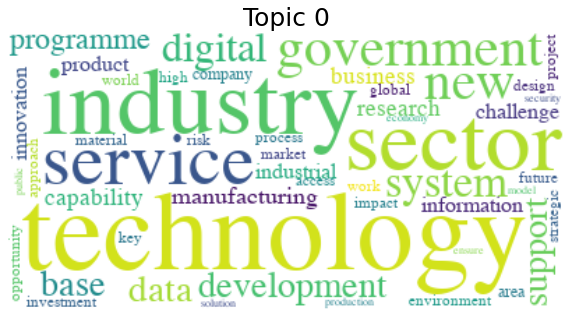 Topic 0
programme
digital
government
project
product
innovation
world
high
company
business
new
design
global
security
industry
research
economy
challenge
material
risk
process
sector
public
approach
service
market
industrial
access
work
system
future
model
strategic
capability
manufacturing
impact
information
technology
support
opportunity
key
ensure
base
data
development
environment
area
investment
solution
production